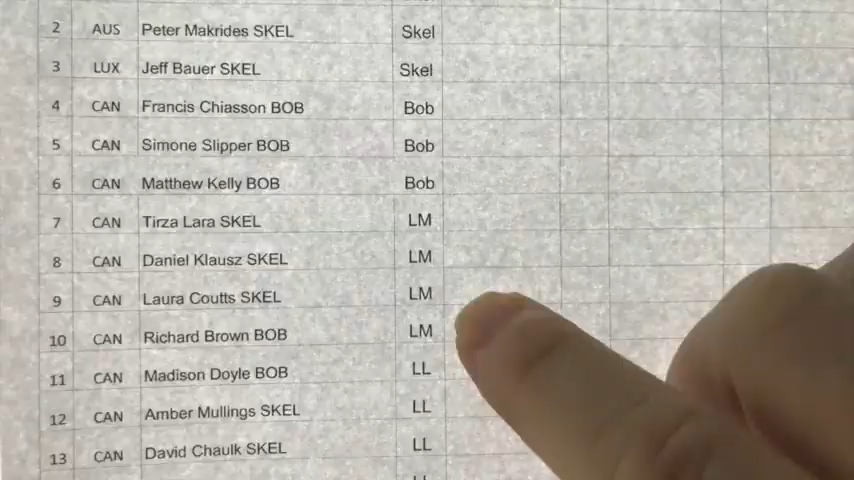 2 AUS Peter Makrides SKEL Skel
3 LUX Jeff Bauer SKEL Skel
4 CAN Francis Chiasson BOB Bob
5 CAN Simone Slipper BOB Bob
6 CAN Matthew Kelly BOB Bob
7 CAN Tirza Lara SKEL LM
8 CAN Daniel Klausz SKEL LM
9 CAN Laura Coutts SKEL LM
10 CAN Richard Brown BOB LM
11 CAN Madison Doyle BOB LL
12 CAN Amber Mullings SKEL LL
13 CAN David Chaulk SKEL LL